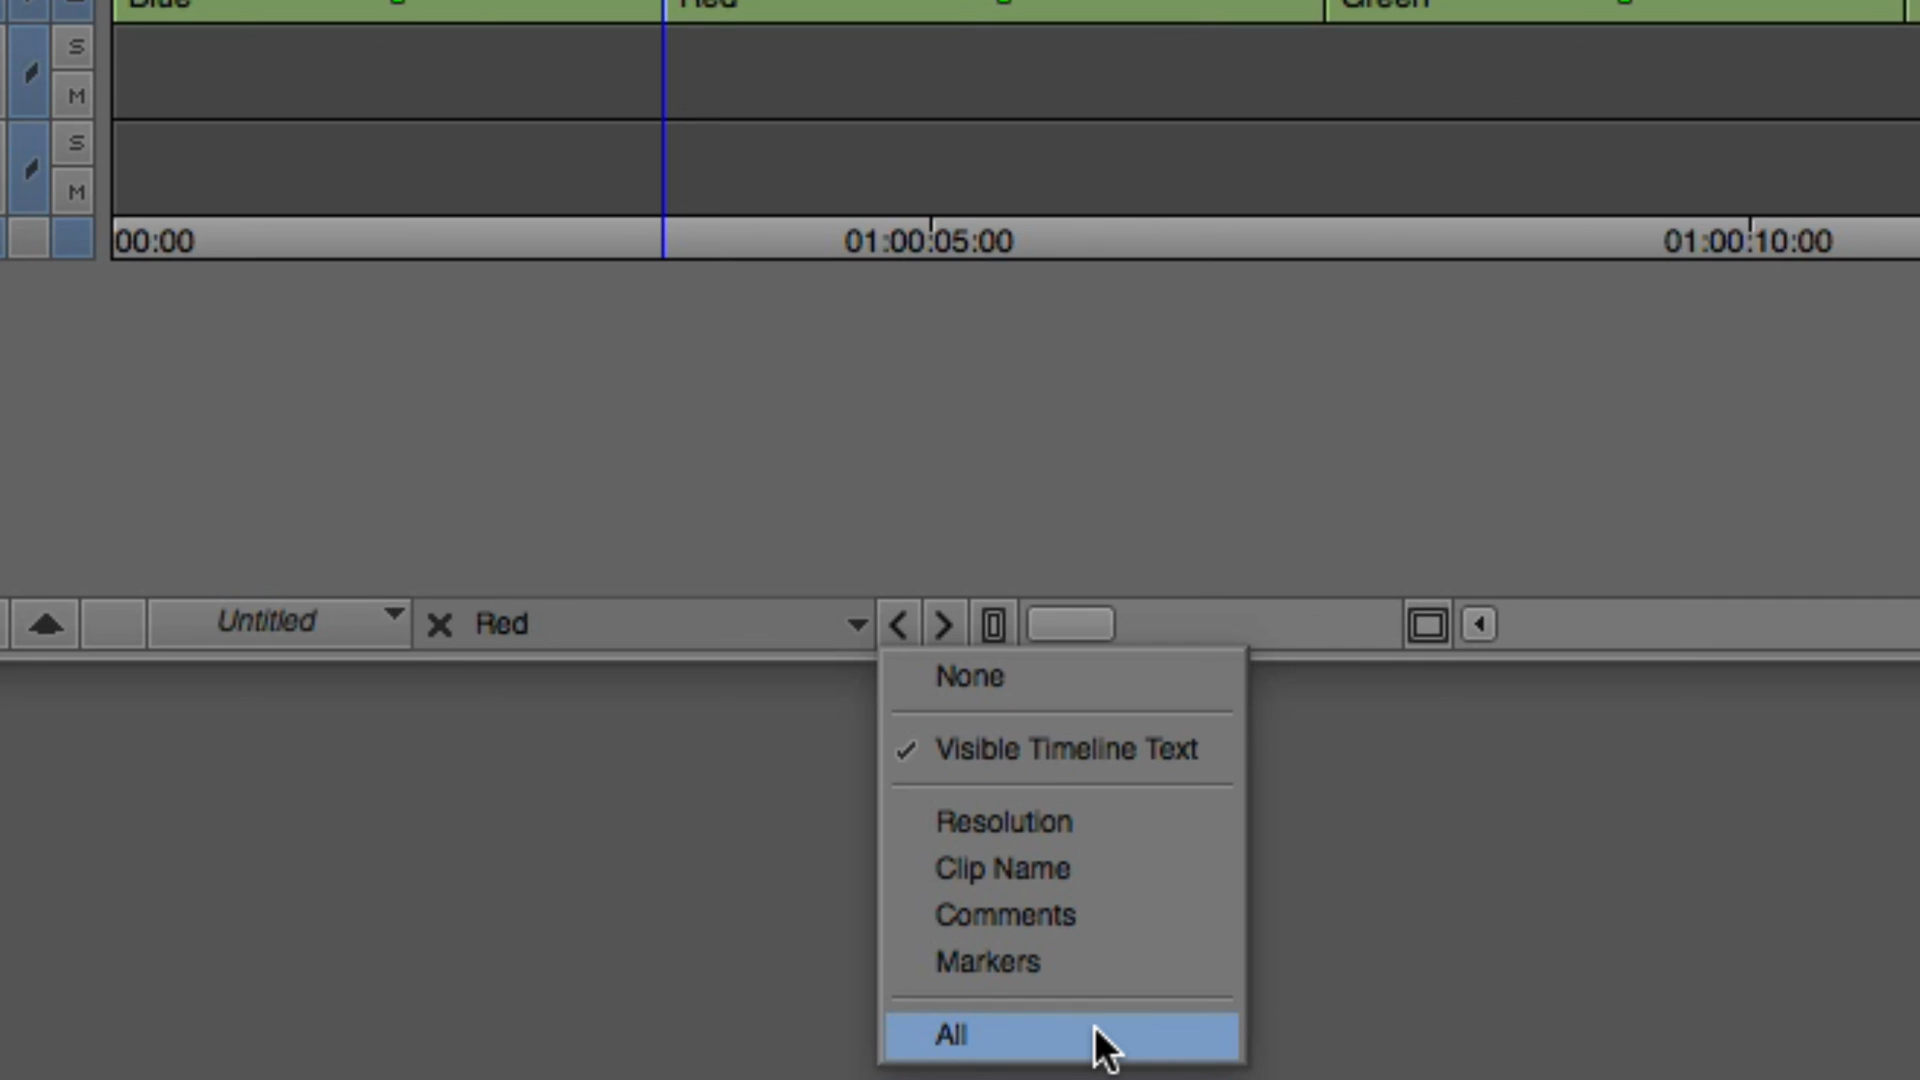 Blue Red Green
S
M
S
M
00:00 01:00:05:00 01:00:10:00
Untitled Red
None
Visible Timeline Text
Resolution
Clip Name
Comments
Markers
All